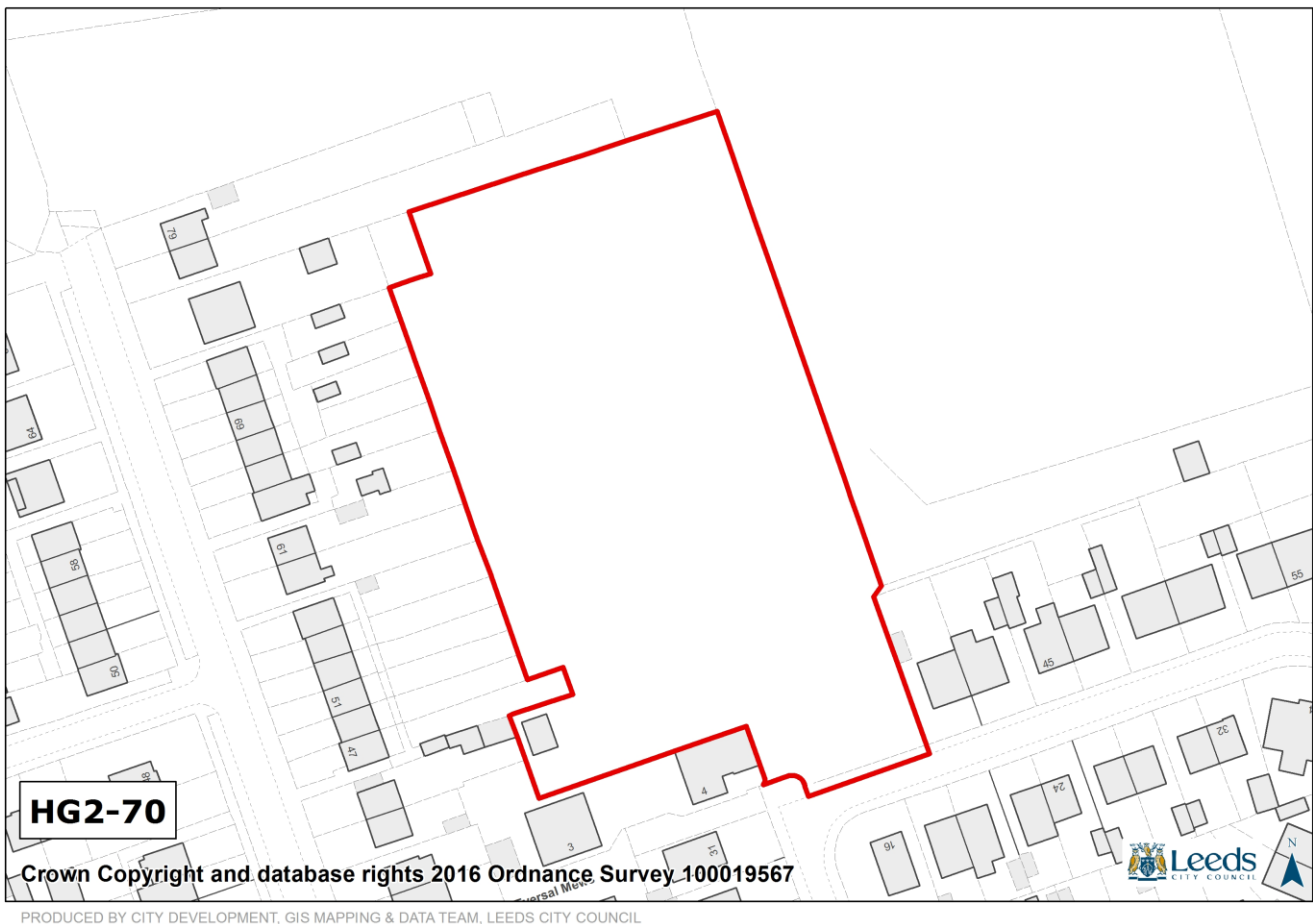 79
69
64
61
58
55
50
51
47
48
45
32
24
16
4
3
31
HG2-70
N
Leeds
CITY COUNCIL
Crown Copyright and database rights 2016 Ordnance Survey 100019567
PRODUCED BY CITY DEVELOPMENT, GIS MAPPING & DATA TEAM, LEEDS CITY COUNCIL